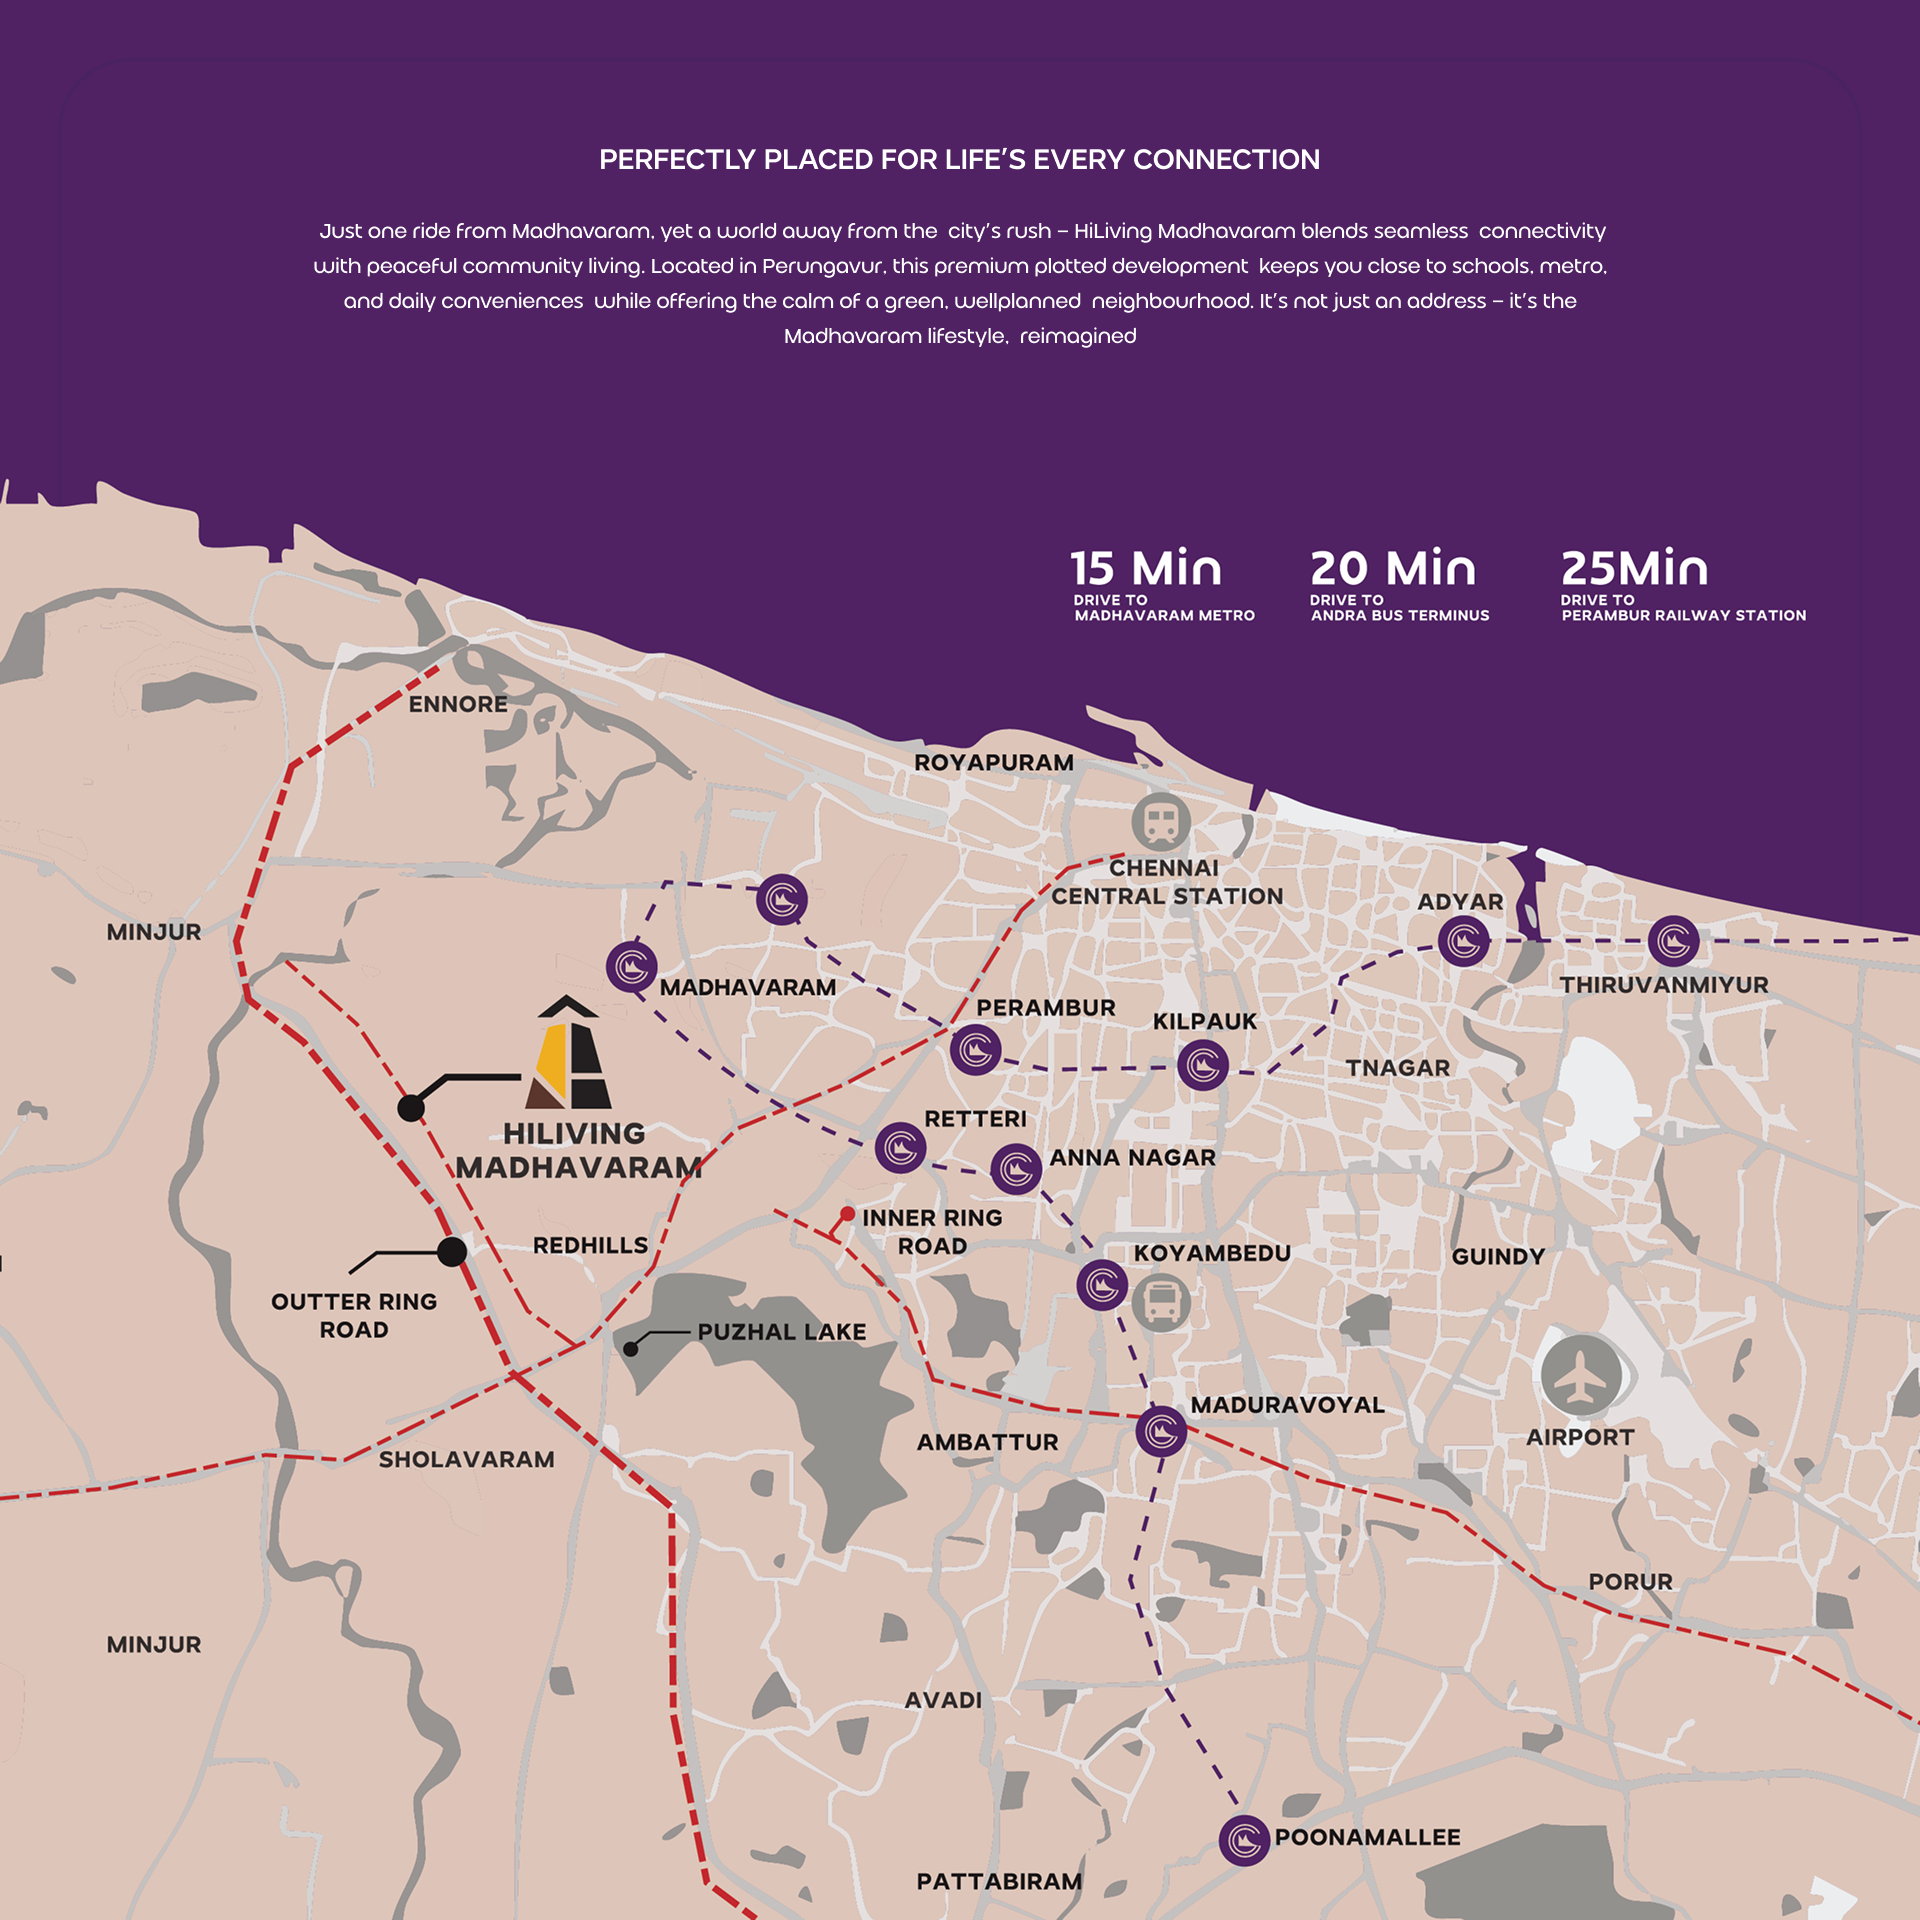 PERFECTLY PLACED FOR LIFE'S EVERY CONNECTION
Just one ride from Madhavaram, yet a world away from the city's rush – HiLiving Madhavaram blends seamless connectivity
with peaceful community living. Located in Perungavur, this premium plotted development keeps you close to schools, metro,
and daily conveniences while offering the calm of a green, wellplanned neighbourhood. It's not just an address – it's the
Madhavaram lifestyle, reimagined
15 Min
DRIVE TO
MADHAVARAM METRO
20 Min
DRIVE TO
ANDRA BUS TERMINUS
25Min
DRIVE TO
PERAMBUR RAILWAY STATION
ENNORE
ROYAPURAM
CHENNAI
CENTRAL STATION
ADYAR
MINJUR
THIRUVANMIYUR
MADHAVARAM
PERAMBUR
KILPAUK
TNAGAR
RETTERI
HILIVING
MADHAVARAM
ANNA NAGAR
INNER RING
ROAD
REDHILLS
KOYAMBEDU
GUINDY
OUTTER RING
ROAD
PUZHAL LAKE
MADURAVOYAL
AIRPORT
AMBATTUR
SHOLAVARAM
PORUR
MINJUR
AVADI
POONAMALLEE
PATTABIRAM